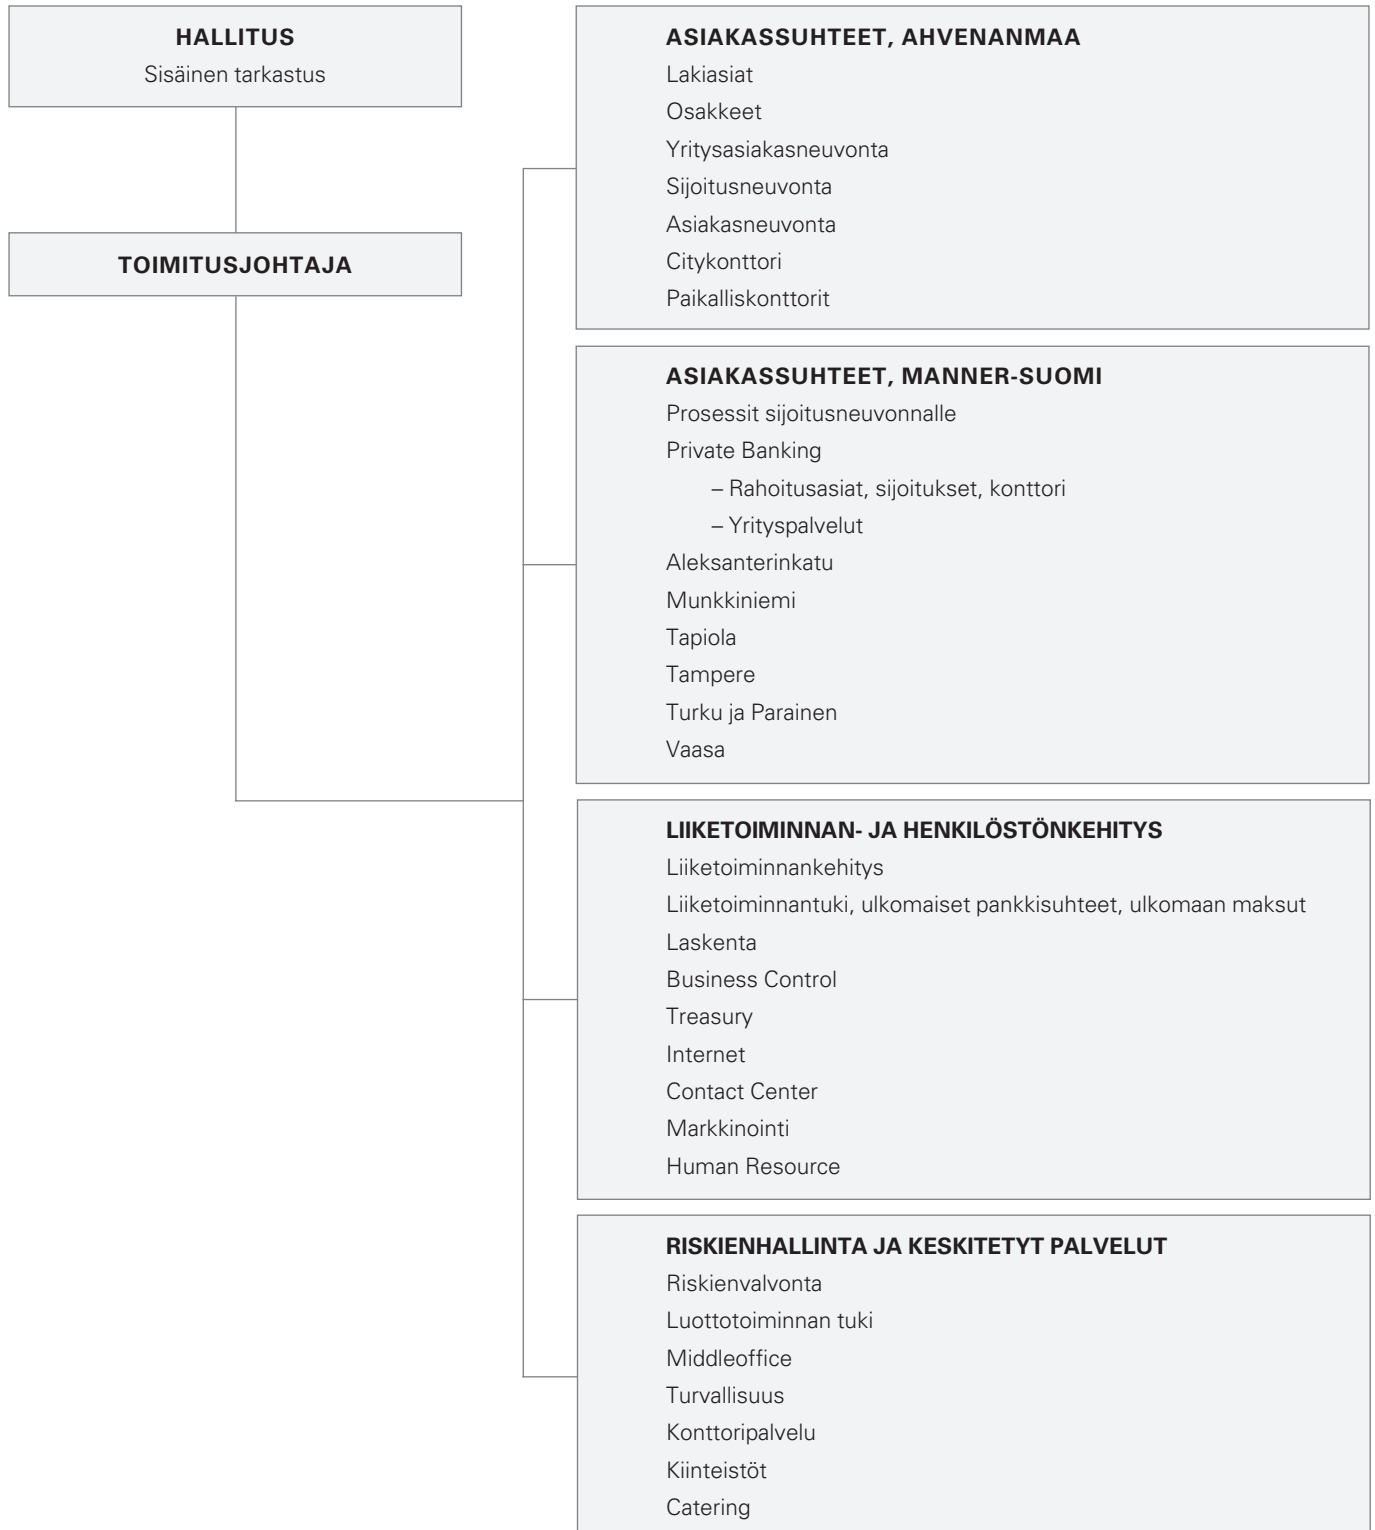 HALLITUS
Sisäinen tarkastus
TOIMITUSJOHTAJA
ASIAKASSUHTEET, AHVENANMAA
Lakiasiat
Osakkeet
Yritysasiakasneuvonta
Sijoitusneuvonta
Asiakasneuvonta
Citykonttori
Paikalliskonttorit
ASIAKASSUHTEET, MANNER-SUOMI
Prosessit sijoitusneuvonnalle
Private Banking
– Rahoitusasiat, sijoitukset, konttori
– Yrityspalvelut
Aleksanterinkatu
Munkkiniemi
Tapiola
Tampere
Turku ja Parainen
Vaasa
LIIKETOIMINNAN- JA HENKILÖSTÖNKEHITYS
Liiketoiminnankehitys
Liiketoiminnantuki, ulkomaiset pankkisuhteet, ulkomaan maksut
Laskenta
Business Control
Treasury
Internet
Contact Center
Markkinointi
Human Resource
RISKIENHALLINTA JA KESKITETYT PALVELUT
Riskienvalvonta
Luottotoiminnan tuki
Middleoffice
Turvallisuus
Konttoripalvelu
Kiinteistöt
Catering